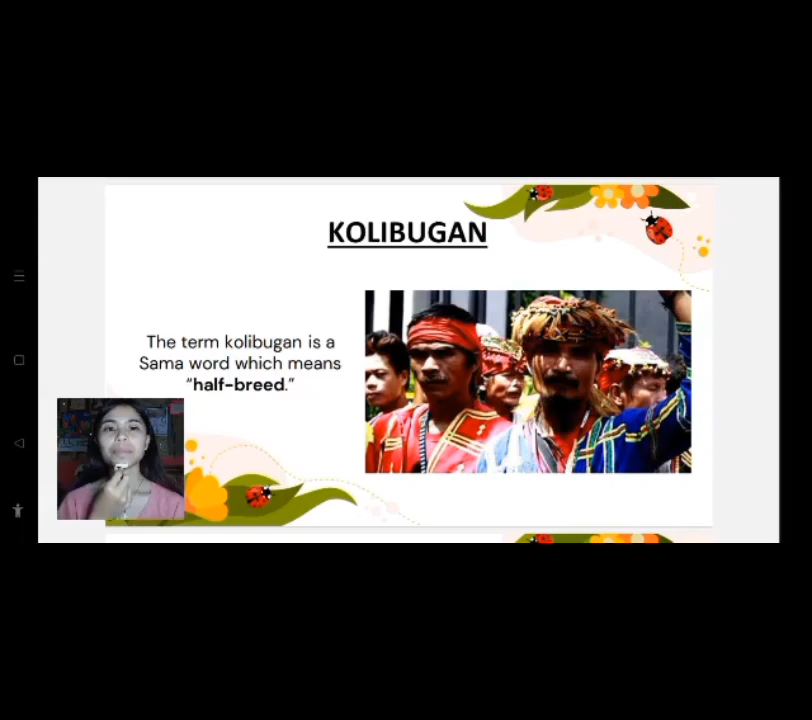 KOLIBUGAN
The term kolibugan is a
Sama word which means
“half-breed.”